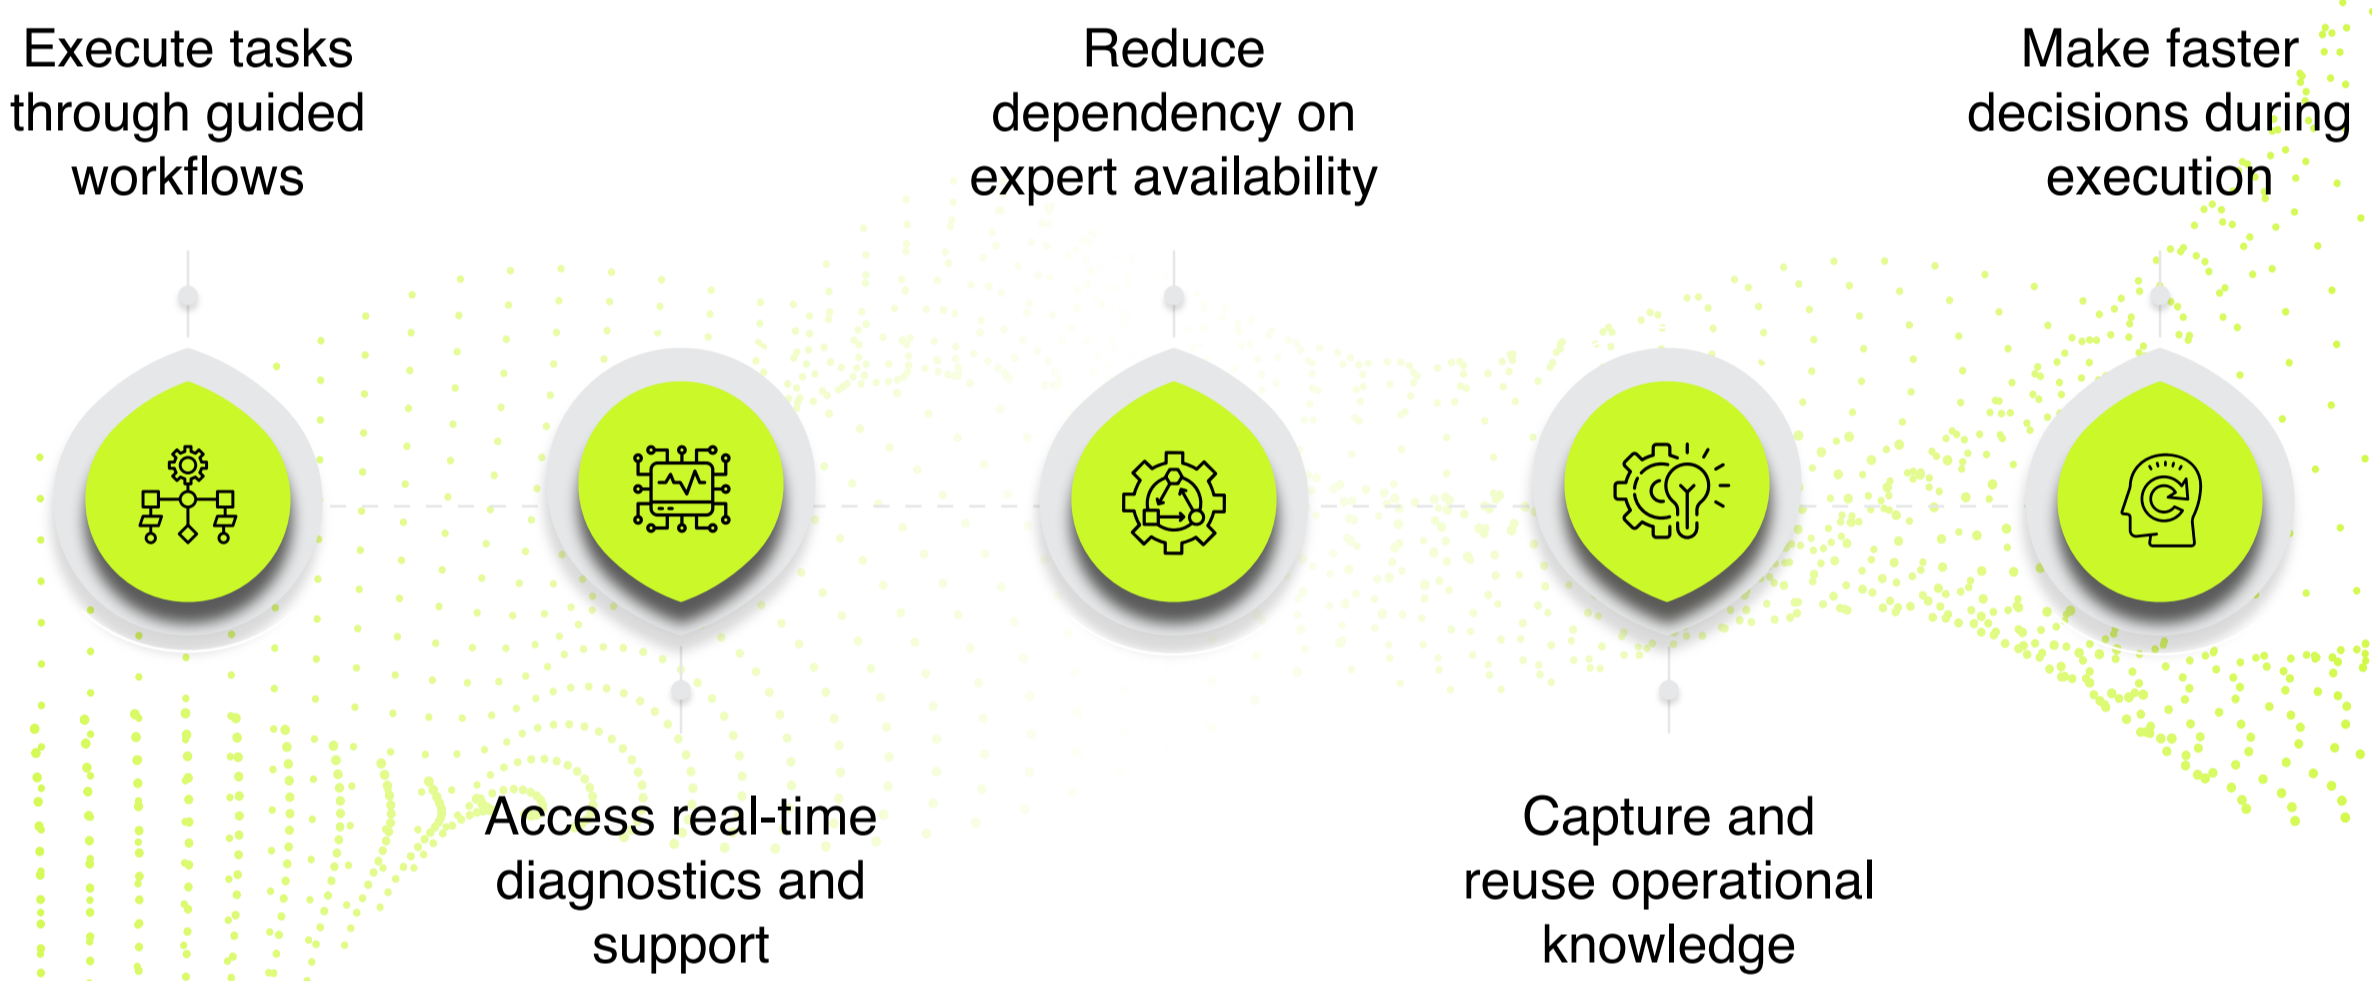 Execute tasks
through guided
workflows
Access real-time
diagnostics and
support
Reduce
dependency on
expert availability
Capture and
reuse operational
knowledge
Make faster
decisions during
execution